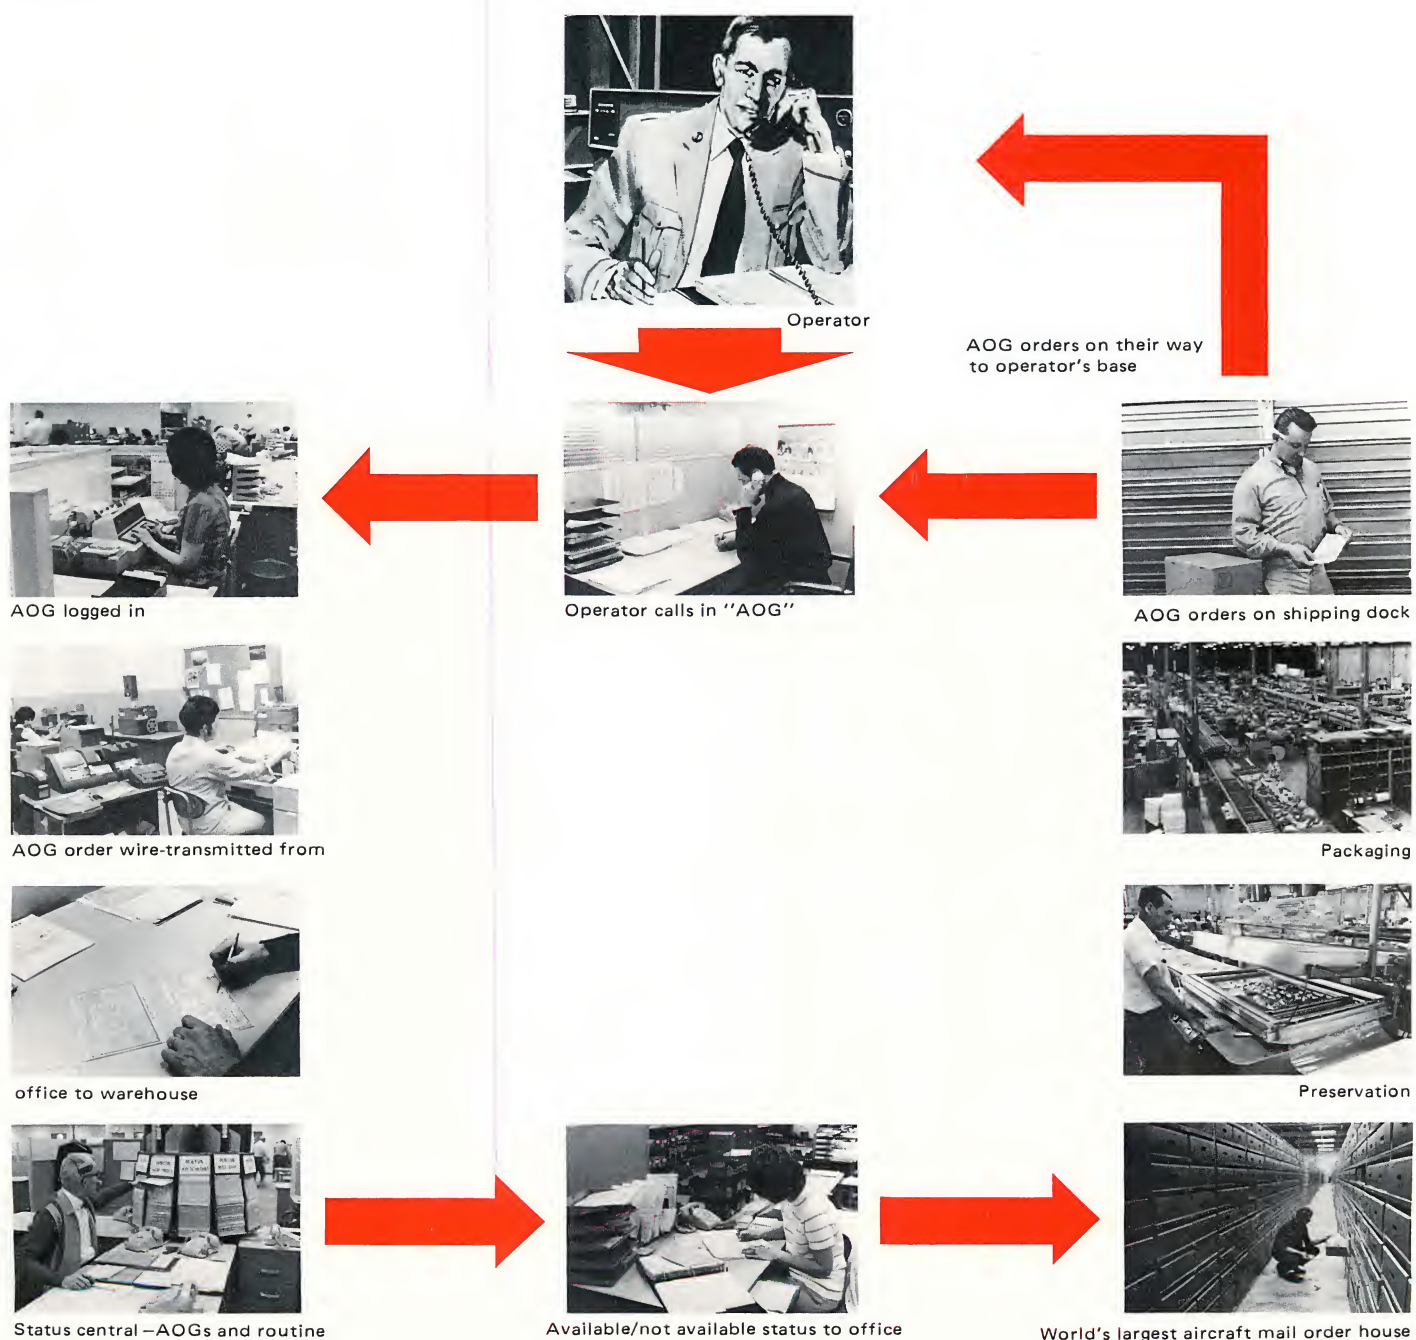 Operator
AOG orders on their way
to operator's base
AOG logged in
Operator calls in "AOG"
AOG orders on shipping dock
AOG order wire-transmitted from
Packaging
office to warehouse
Preservation
Status central–AOGs and routine
Available/not available status to office
World's largest aircraft mail order house